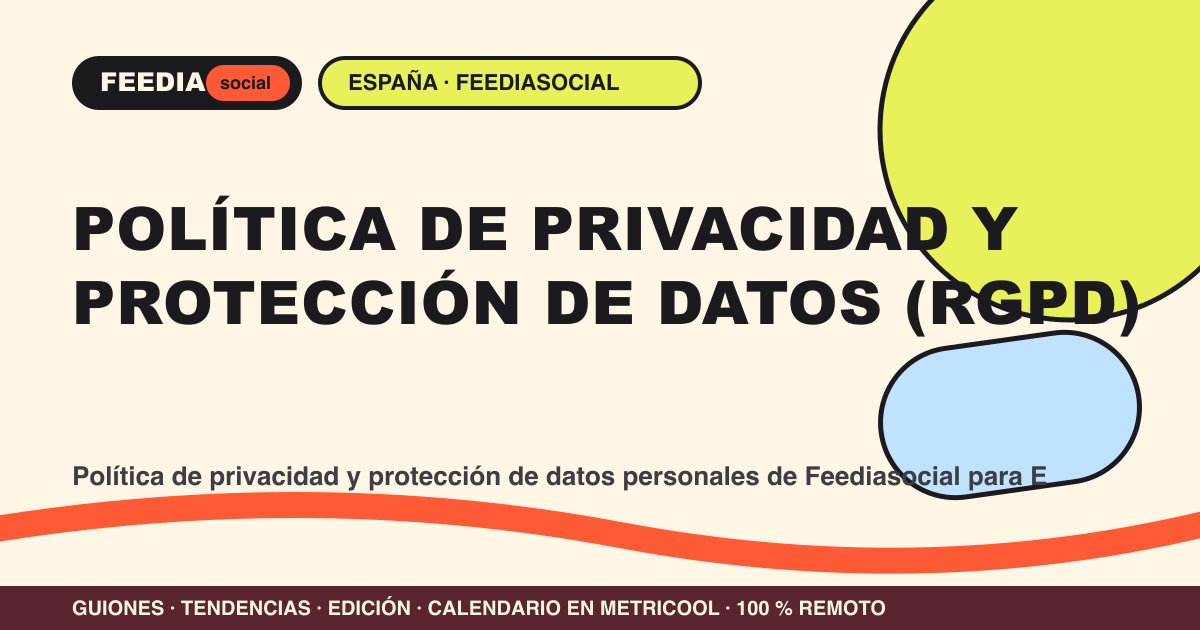 FEEDIA social
ESPAÑA · FEEDIASOCIAL
POLÍTICA DE PRIVACIDAD Y
PROTECCIÓN DE DATOS (RGPD)
Política de privacidad y protección de datos personales de Feediasocial para E
GUIONES · TENDENCIAS · EDICIÓN · CALENDARIO EN METRICOOL · 100 % REMOTO